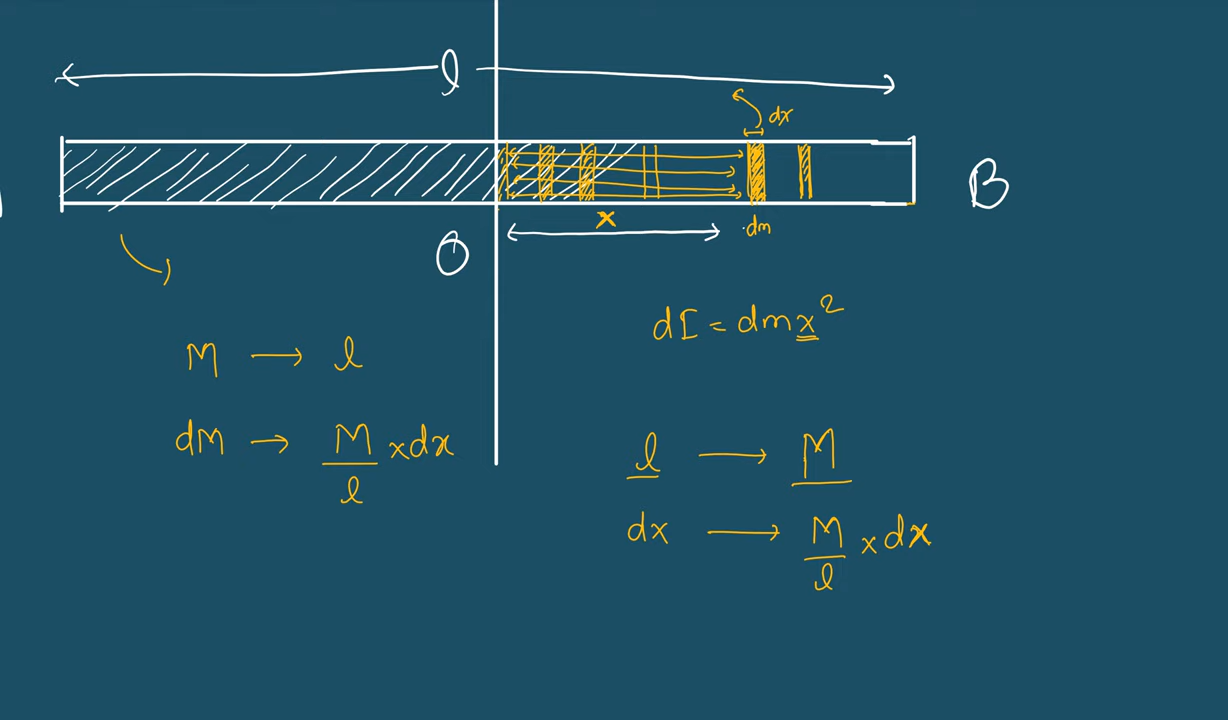 l
dx
B
x
dm
O
dI = dm x²
M → l
dM → M/l × dx
l → M
dx → M/l × dx